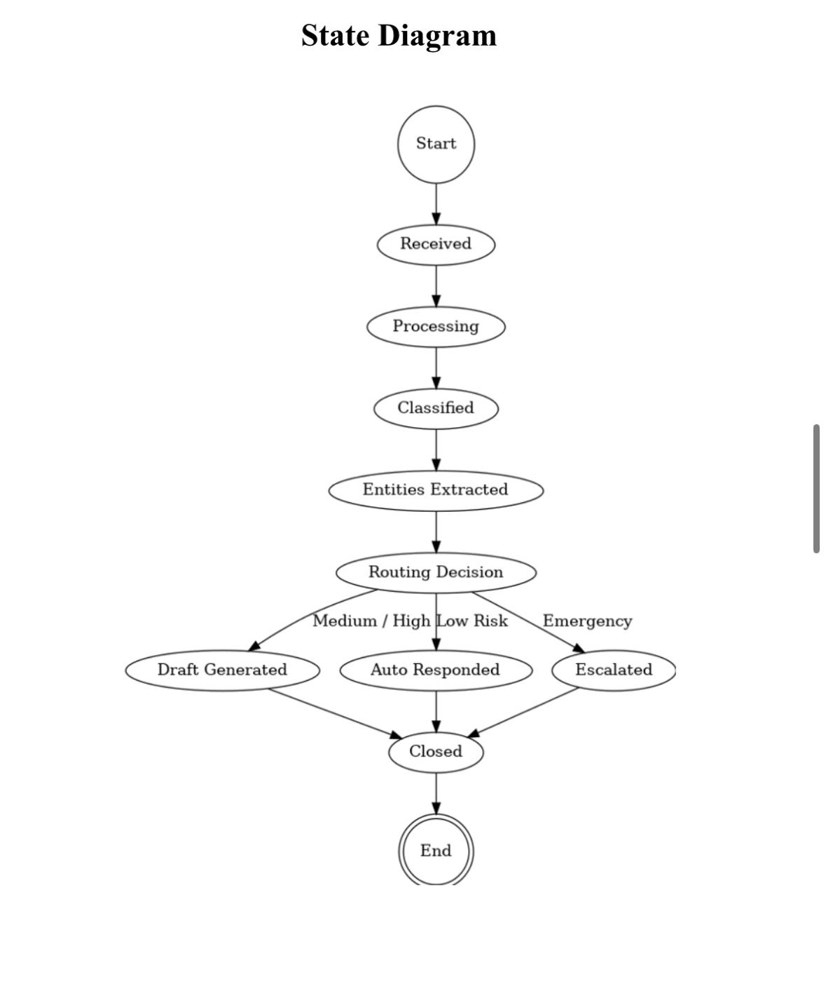 State Diagram
Start
Received
Processing
Classified
Entities Extracted
Routing Decision
Medium / High
Low Risk
Emergency
Draft Generated
Auto Responded
Escalated
Closed
End